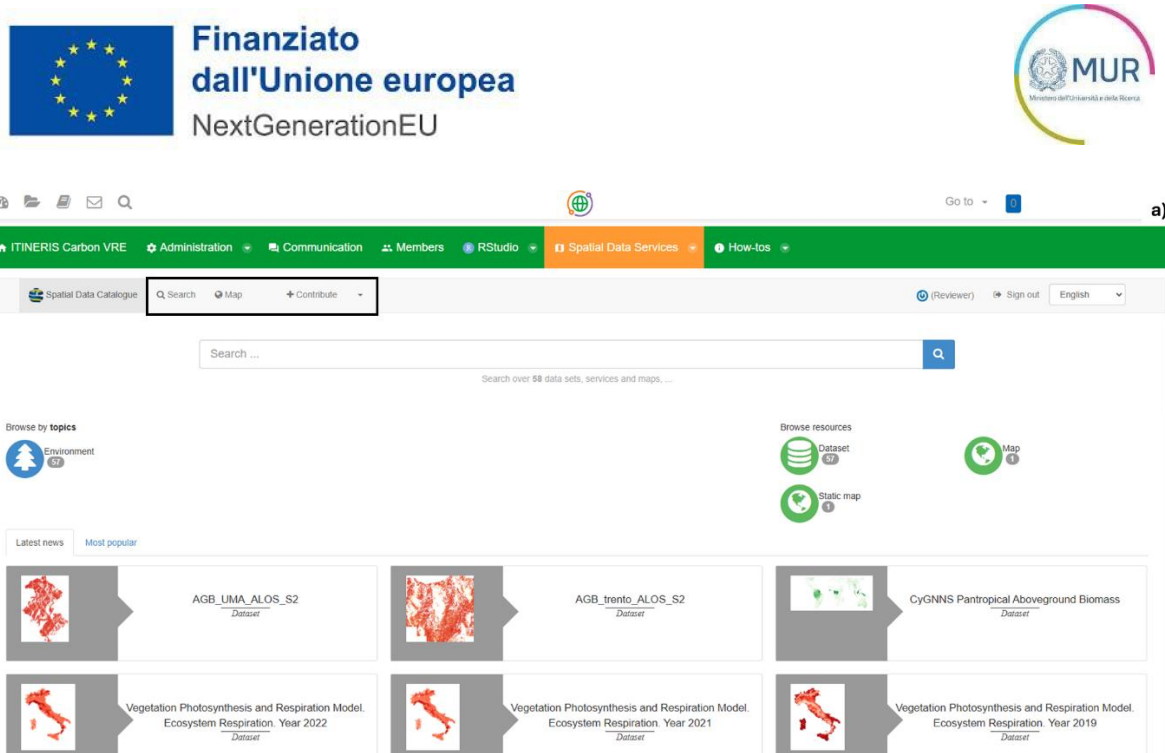 Finanziato
dall'Unione europea
NextGenerationEU
MUR
Ministero dell'Università e della Ricerca
Go to
0
a)
ITINERIS Carbon VRE
Administration
Communication
Members
RStudio
Spatial Data Services
How-tos
Spatial Data Catalogue
Search
Map
Contribute
(Reviewer)
Sign out
English
Search ...
Search over 58 data sets, services and maps, ...
Browse by topics
Environment
57
Browse resources
Dataset
57
Map
1
Static map
1
Latest news
Most popular
AGB_UMA_ALOS_S2
Dataset
AGB_trento_ALOS_S2
Dataset
CyGNNS Pantropical Aboveground Biomass
Dataset
Vegetation Photosynthesis and Respiration Model.
Ecosystem Respiration. Year 2022
Dataset
Vegetation Photosynthesis and Respiration Model.
Ecosystem Respiration. Year 2021
Dataset
Vegetation Photosynthesis and Respiration Model.
Ecosystem Respiration. Year 2019
Dataset